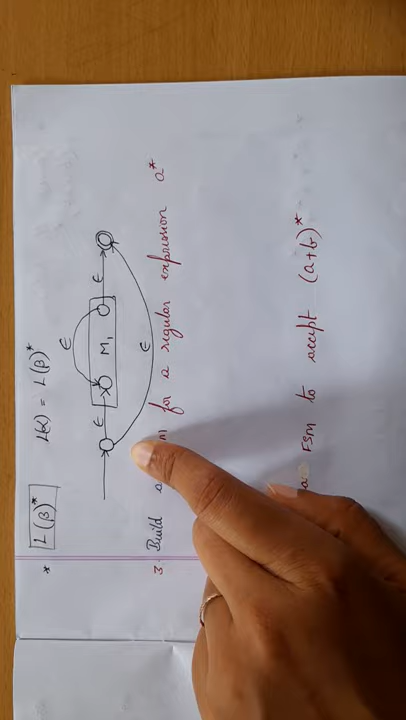 * L(β)* L(α) = L(β)*
ε
ε M1 ε
ε
3. Build a for a regular expression a*
FSM to accept (a+b)*